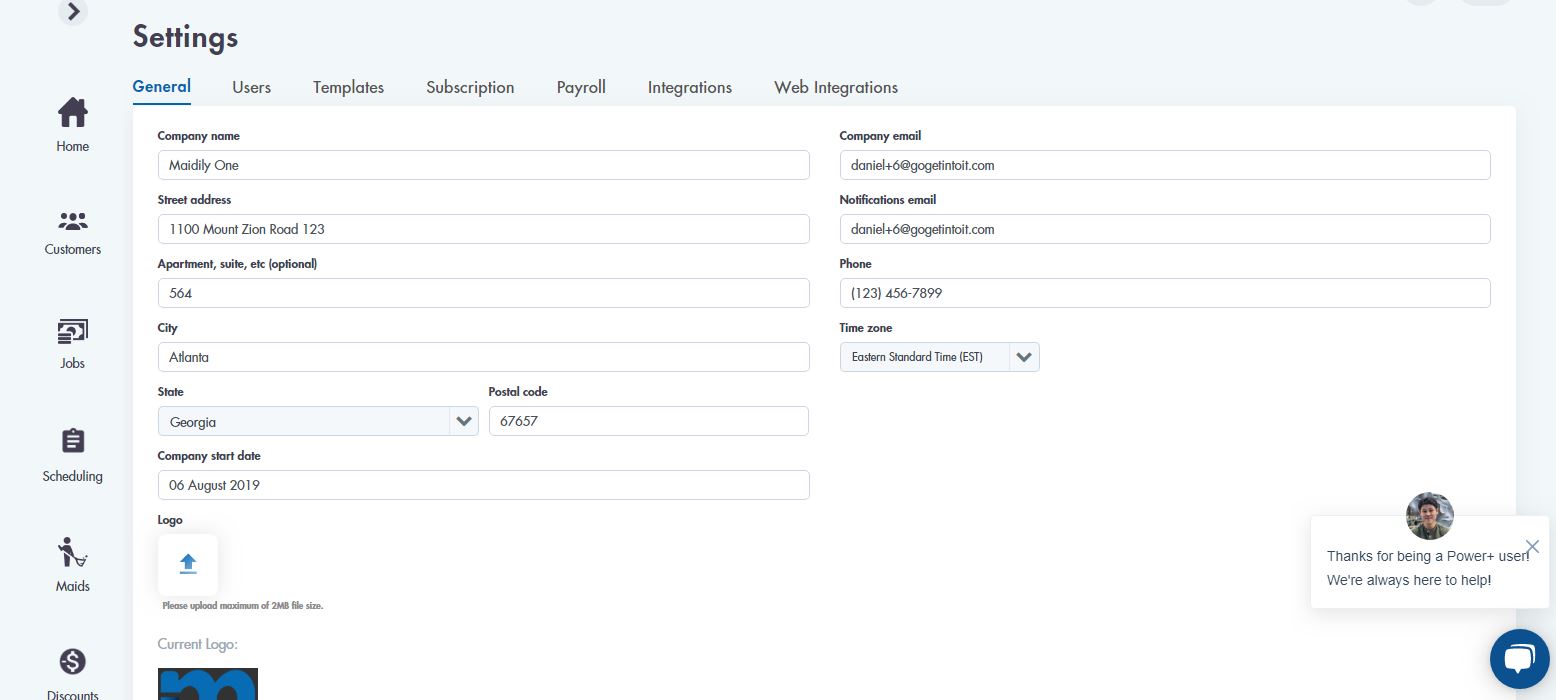 Settings
General
Users
Templates
Subscription
Payroll
Integrations
Web Integrations
Home
Customers
Jobs
Scheduling
Maids
Discounts
Company name
Maidily One
Street address
1100 Mount Zion Road 123
Apartment, suite, etc (optional)
564
City
Atlanta
State
Georgia
Postal code
67657
Company start date
06 August 2019
Logo
Please upload maximum of 2MB file size.
Current Logo:
Company email
daniel+6@gogetintoit.com
Notifications email
daniel+6@gogetintoit.com
Phone
(123) 456-7899
Time zone
Eastern Standard Time (EST)
Thanks for being a Power+ user!
We're always here to help!